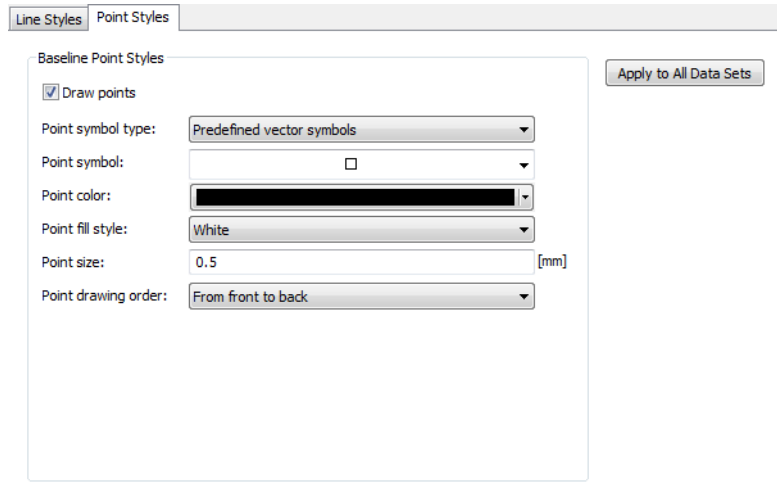 Line Styles Point Styles
Baseline Point Styles
Apply to All Data Sets
Draw points
Point symbol type: Predefined vector symbols
Point symbol:
Point color:
Point fill style: White
Point size: 0.5 [mm]
Point drawing order: From front to back